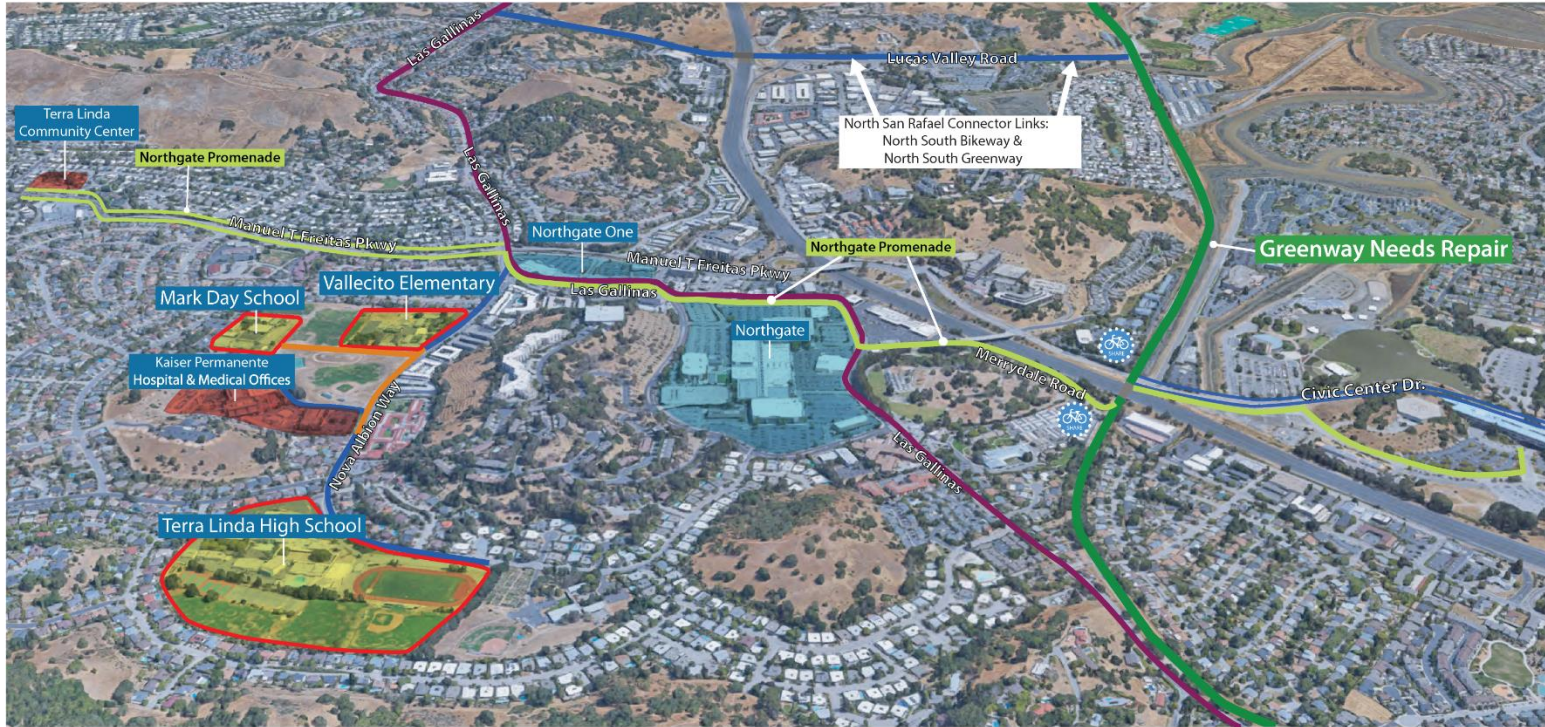 Las Gallinas
Lucas Valley Road
Terra Linda
Community Center
Northgate Promenade
North San Rafael Connector Links:
North South Bikeway &
North South Greenway
Las Gallinas
Manuel T Freitas Pkwy
Northgate One
Manuel T Freitas Pkwy
Northgate Promenade
Greenway Needs Repair
Mark Day School
Vallecito Elementary
Las Gallinas
Northgate
SHARE
Kaiser Permanente
Hospital & Medical Offices
Merrydale Road
Civic Center Dr.
SHARE
Nova Albion Way
Las Gallinas
Terra Linda High School